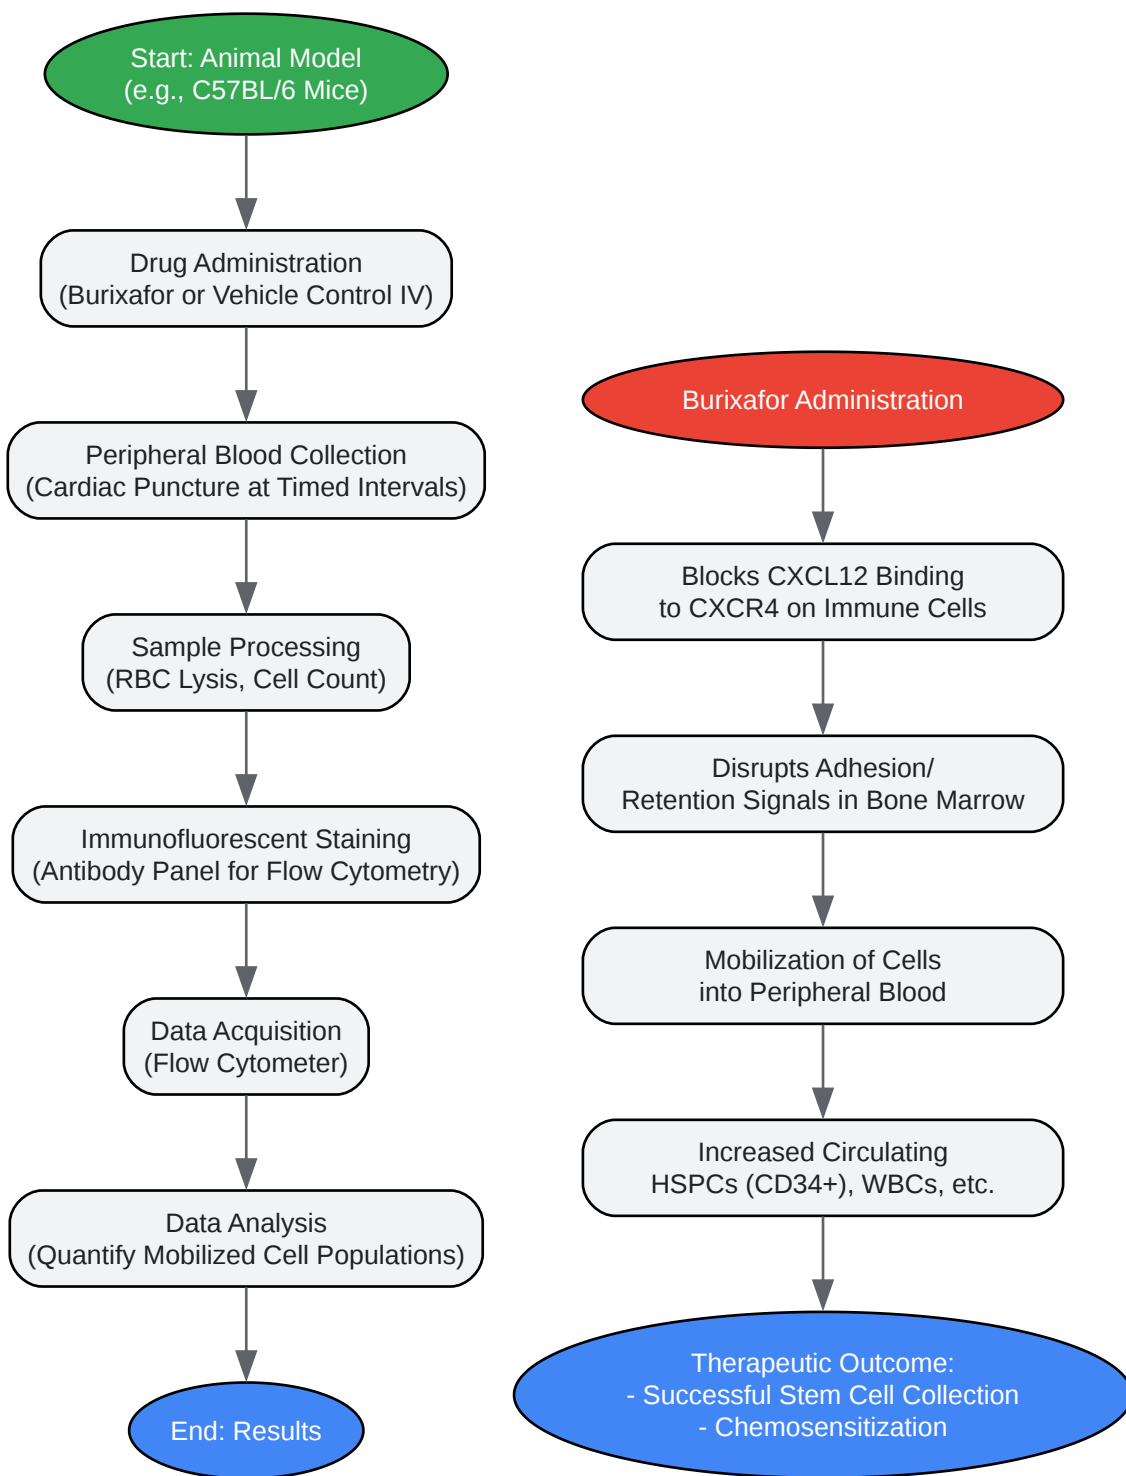 Start: Animal Model
(e.g., C57BL/6 Mice)
Drug Administration
(Burixafor or Vehicle Control IV)
Peripheral Blood Collection
(Cardiac Puncture at Timed Intervals)
Sample Processing
(RBC Lysis, Cell Count)
Immunofluorescent Staining
(Antibody Panel for Flow Cytometry)
Data Acquisition
(Flow Cytometer)
Data Analysis
(Quantify Mobilized Cell Populations)
End: Results
Burixafor Administration
Blocks CXCL12 Binding
to CXCR4 on Immune Cells
Disrupts Adhesion/
Retention Signals in Bone Marrow
Mobilization of Cells
into Peripheral Blood
Increased Circulating
HSPCs (CD34+), WBCs, etc.
Therapeutic Outcome:
- Successful Stem Cell Collection
- Chemosensitization